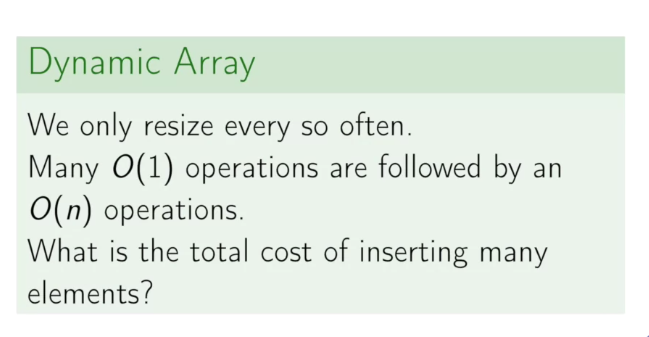 Dynamic Array
We only resize every so often.
Many O(1) operations are followed by an
O(n) operations.
What is the total cost of inserting many
elements?